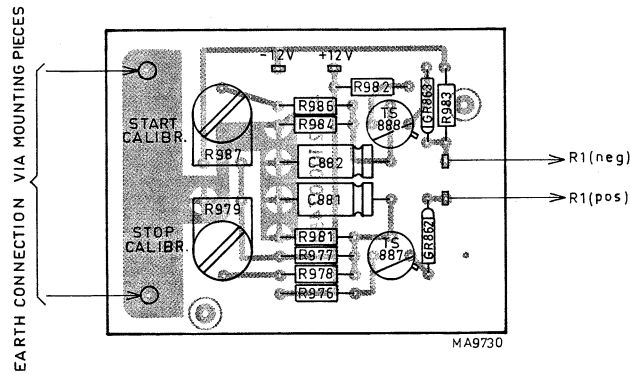 EARTH CONNECTION VIA MOUNTING PIECES
-12V +12V
R982
R986
R984
TS
888
GR863
R983
START
CALIBR.
R987
C882
R1(neg)
C881
R1(pos)
R979
STOP
CALIBR.
R981
R977
R978
R976
TS
887
GR862
MA9730